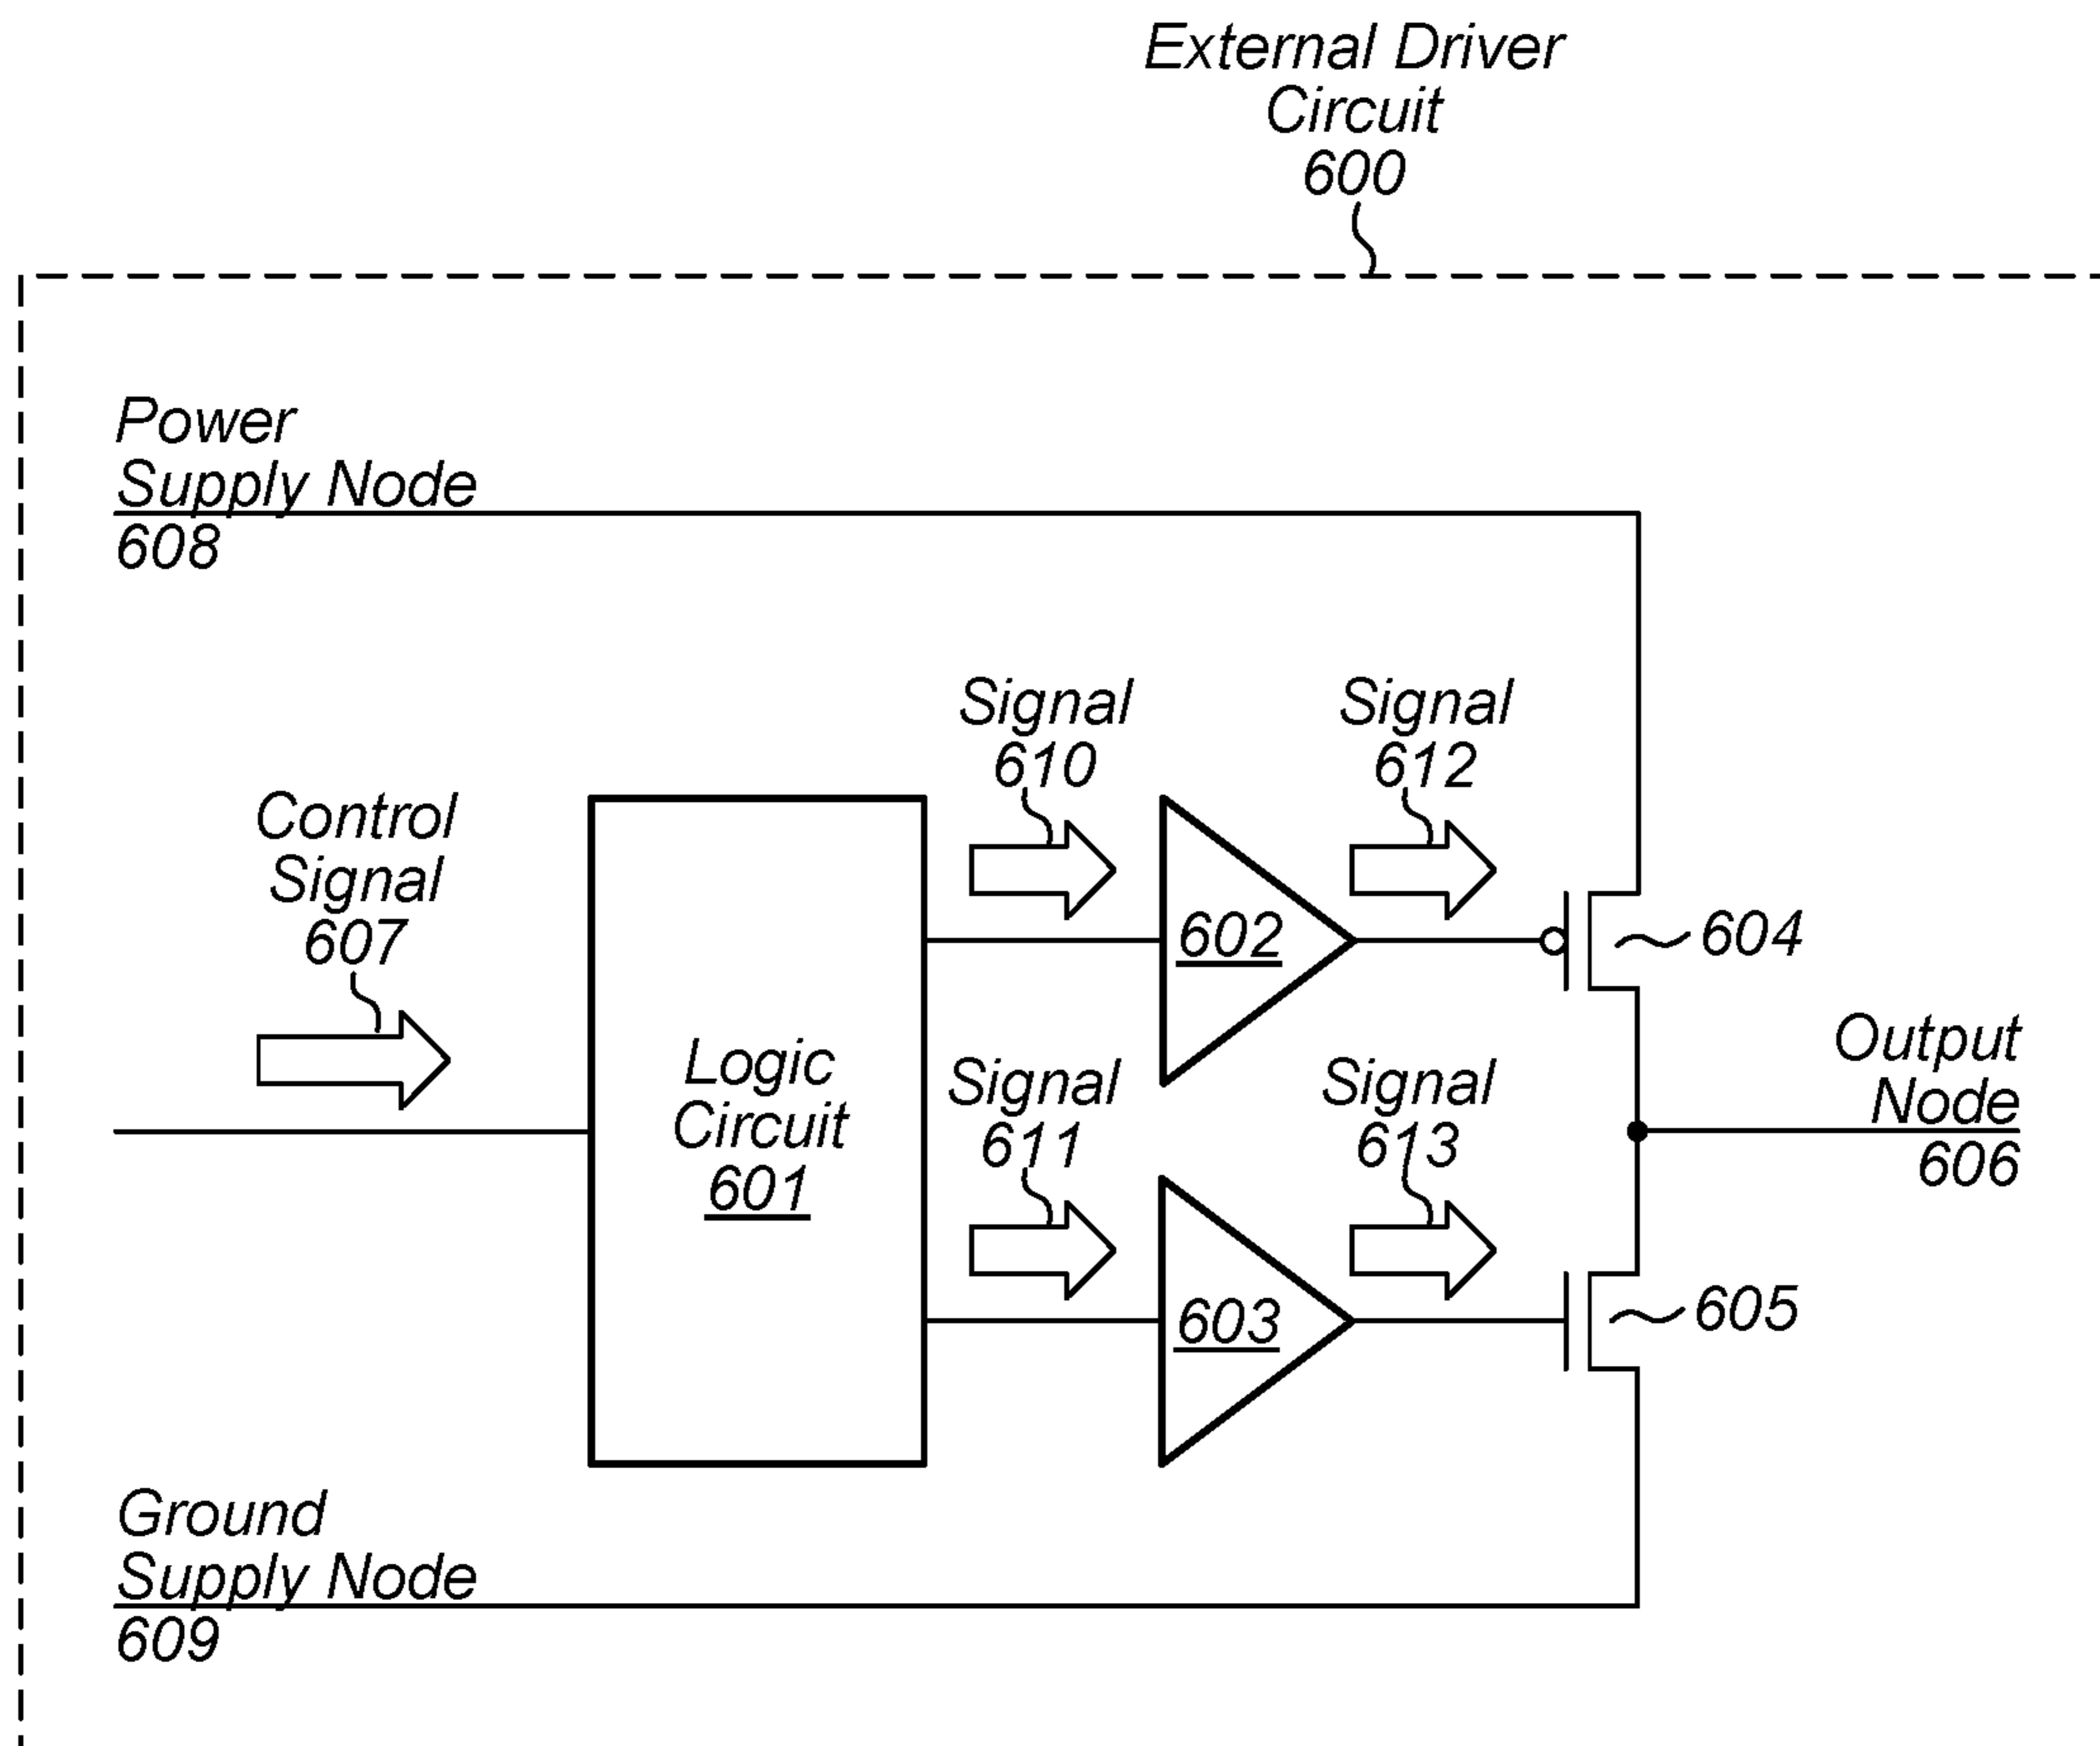 External Driver
Circuit
600
Power
Supply Node
608
Signal
610
Signal
612
Control
Signal
607
602
604
Logic
Circuit
601
Signal
611
Signal
613
Output
Node
606
603
605
Ground
Supply Node
609